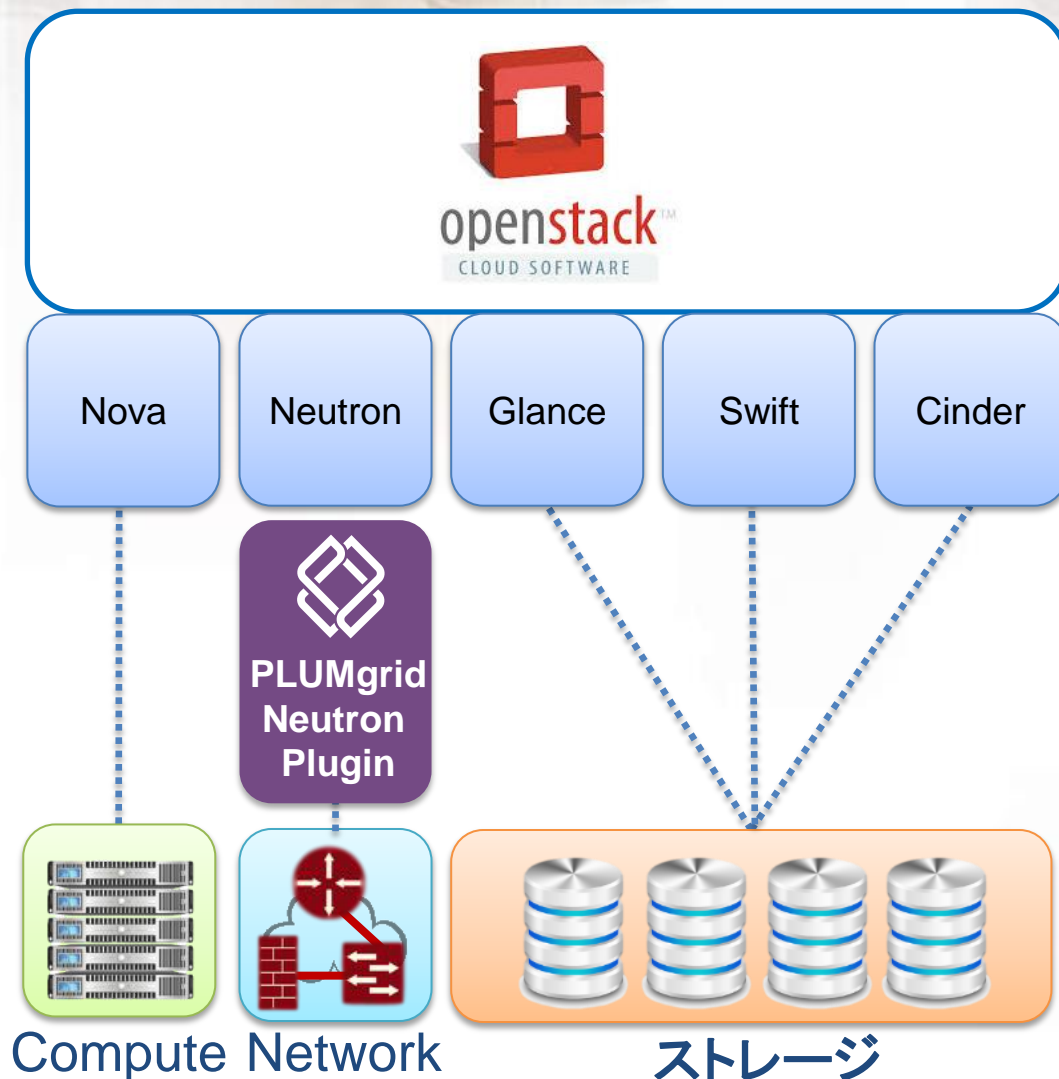 openstack™
CLOUD SOFTWARE
Nova
Neutron
Glance
Swift
Cinder
PLUMgrid
Neutron
Plugin
Compute
Network
ストレージ